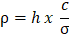 ρ = h x c/σ